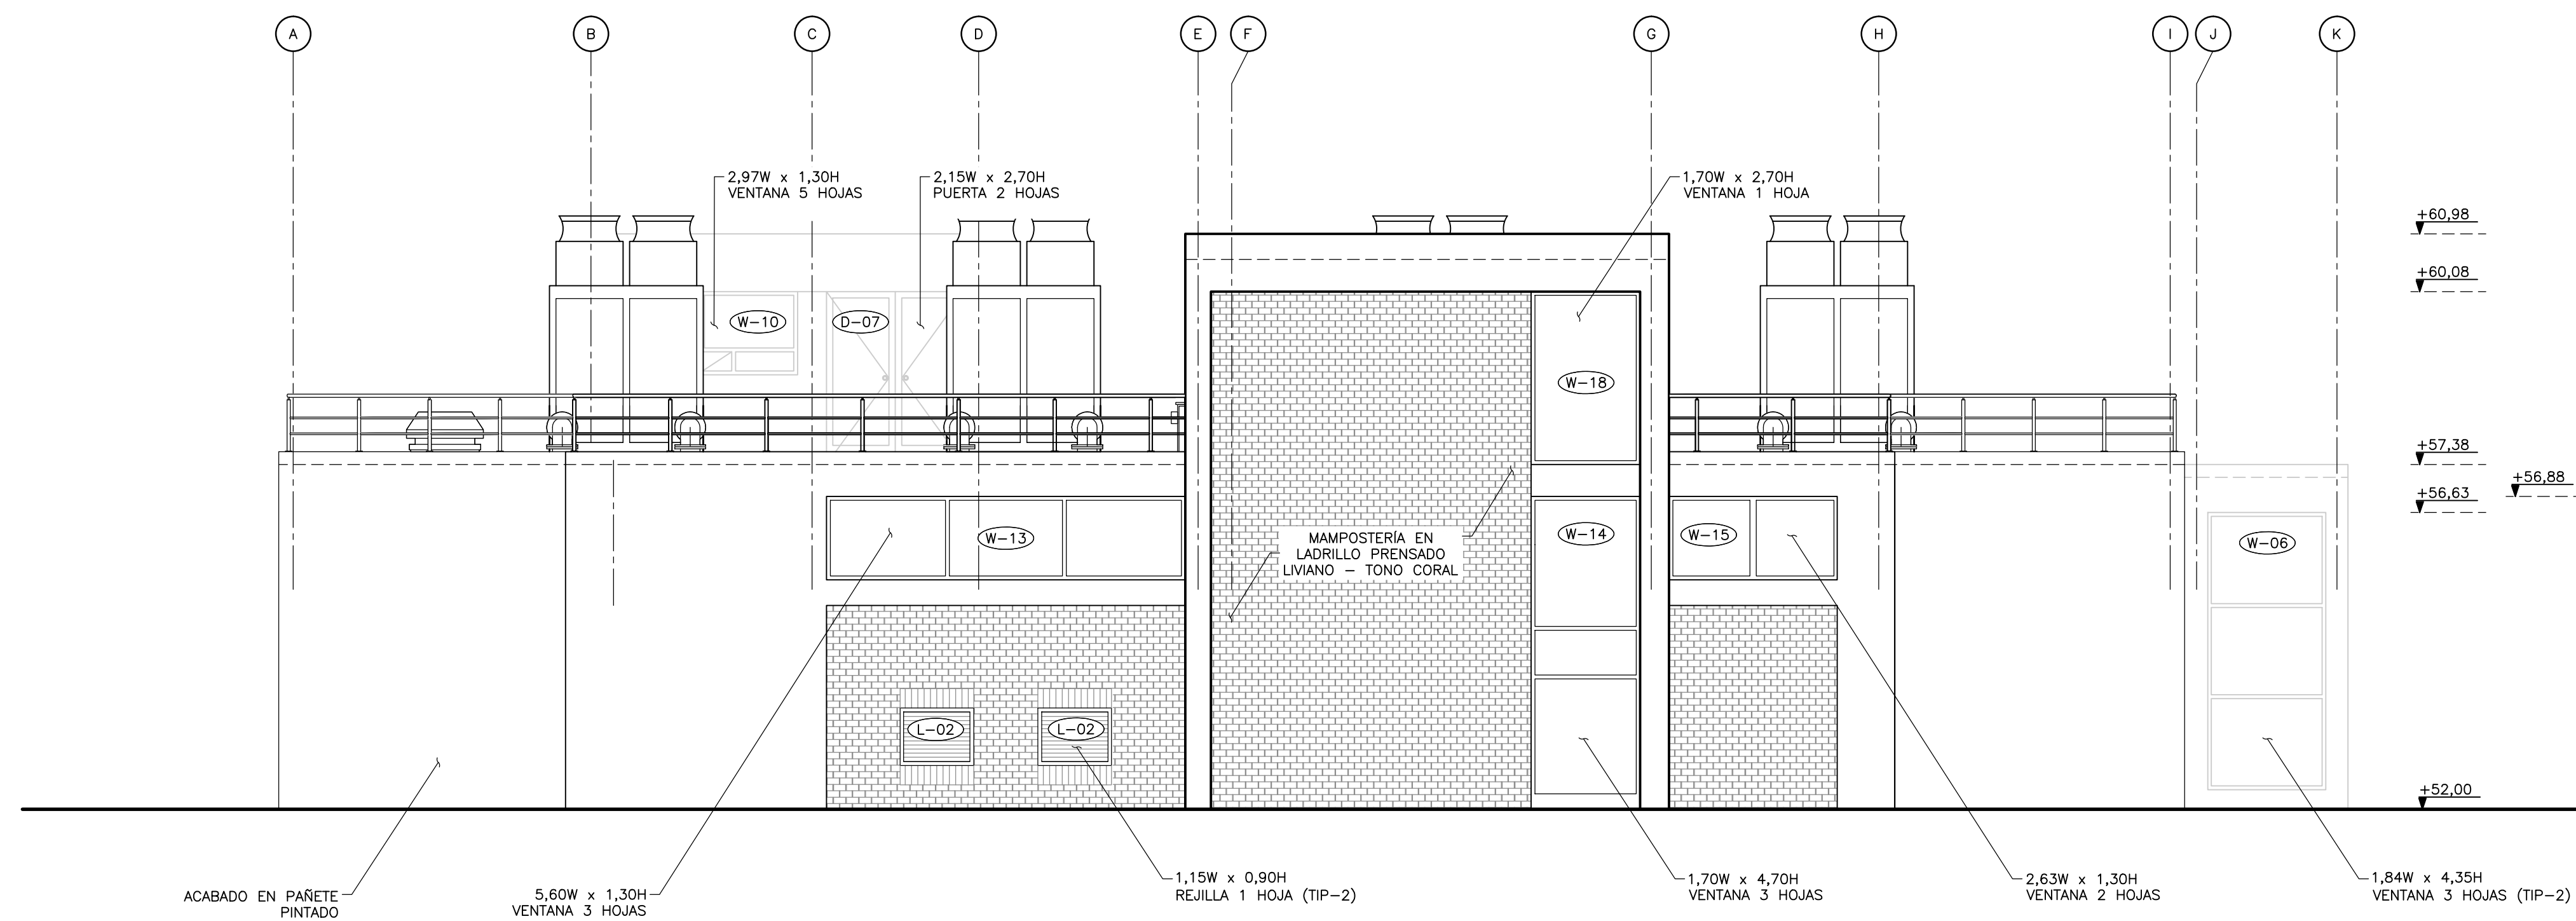 A
B
C
D
E
F
G
H
I
J
K
2,97W x 1,30H
VENTANA 5 HOJAS
2,15W x 2,70H
PUERTA 2 HOJAS
1,70W x 2,70H
VENTANA 1 HOJA
+60,98
+60,08
W-10
D-07
W-18
+57,38
+56,88
+56,63
W-13
MAMPOSTERÍA EN
LADRILLO PRENSADO
LIVIANO - TONO CORAL
W-14
W-15
W-06
L-02
L-02
+52,00
ACABADO EN PAÑETE
PINTADO
5,60W x 1,30H
VENTANA 3 HOJAS
1,15W x 0,90H
REJILLA 1 HOJA (TIP-2)
1,70W x 4,70H
VENTANA 3 HOJAS
2,63W x 1,30H
VENTANA 2 HOJAS
1,84W x 4,35H
VENTANA 3 HOJAS (TIP-2)